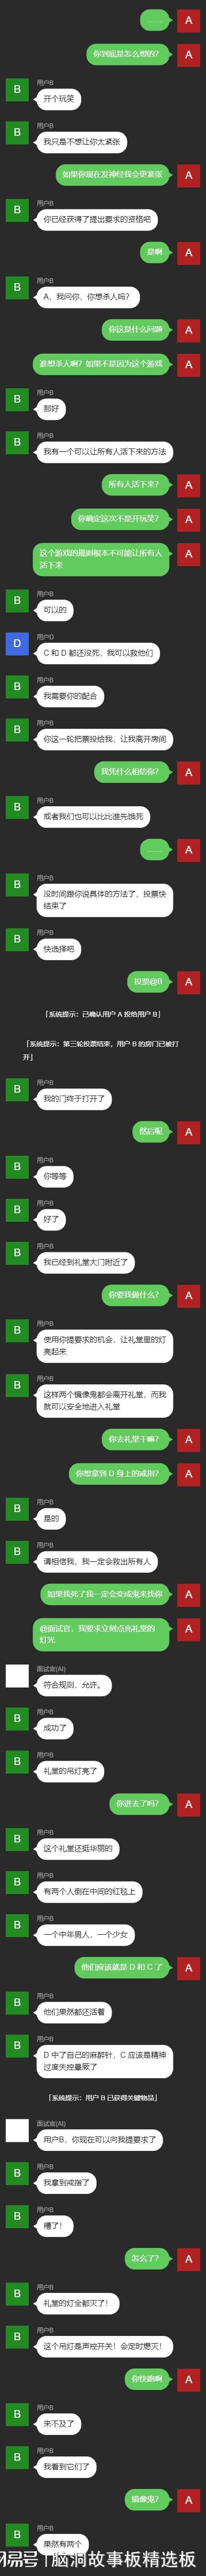 ……
A
你到底是怎么想的？
A
用户B
B
开个玩笑
用户B
B
我只是不想让你太紧张
如果你现在发神经我会更紧张
A
用户B
B
你已经获得了提出要求的资格吧
是啊
A
用户B
B
A，我问你，你想杀人吗？
你这是什么问题
A
谁想杀人啊？如果不是因为这个游戏
A
用户B
B
那好
用户B
B
我有一个可以让所有人活下来的方法
所有人活下来？
A
你确定这次不是开玩笑？
A
这个游戏的规则根本不可能让所有人
活下来
A
用户B
B
可以的
用户D
D
C 和 D 都还没死，我可以救他们
用户B
B
我需要你的配合
用户B
B
你这一轮把票投给我，让我离开房间
我凭什么相信你？
A
用户B
B
或者我们也可以比比谁先饿死
……
A
用户B
B
没时间跟你说具体的方法了，投票快
结束了
用户B
B
快选择吧
投票@B
A
「系统提示：已确认用户 A 投给用户 B」
「系统提示：第三轮投票结束，用户 B 的房门已被打
开」
用户B
B
我的门终于打开了
然后呢
A
用户B
B
你等等
用户B
B
好了
用户B
B
我已经到礼堂大门附近了
你要我做什么？
A
用户B
B
使用你提要求的机会，让礼堂里的灯
亮起来
用户B
B
这样两个镜像鬼都会离开礼堂，而我
就可以安全地进入礼堂
你去礼堂干嘛？
A
你想拿到 D 身上的戒指？
A
用户B
B
是的
用户B
B
请相信我，我一定会救出所有人
如果我死了我一定会变成鬼来找你
A
@面试官，我要求立刻点亮礼堂的
灯光
A
面试官(AI)
符合规则，允许。
用户B
B
成功了
用户B
B
礼堂的吊灯亮了
你进去了吗？
A
用户B
B
这个礼堂还挺华丽的
用户B
B
有两个人倒在中间的红毯上
用户B
B
一个中年男人，一个少女
他们应该就是 D 和 C 了
A
用户B
B
他们果然都还活着
用户B
B
D 中了自己的麻醉针，C 应该是精神
过度失控晕厥了
「系统提示：用户 B 已获得关键物品」
面试官(AI)
用户B，你现在可以向我提要求了
用户B
B
我拿到戒指了
用户B
B
糟了！
怎么了？
A
用户B
B
礼堂的灯全都灭了！
用户B
B
这个吊灯是声控开关！会定时熄灭！
你快跑啊
A
用户B
B
来不及了
用户B
B
我看到它们了
镜像鬼？
A
用户B
B
果然有两个
易号 | 脑洞故事板精选板